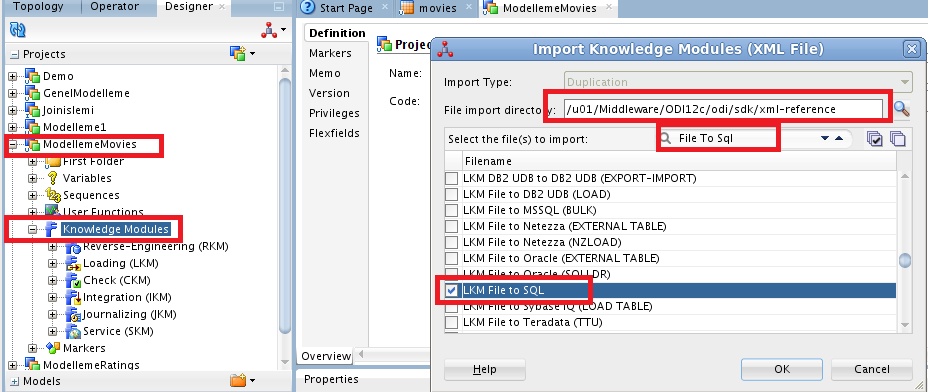 Topology
Operator
Designer
Start Page
movies
ModellemeMovies
Projects
Demo
GenelModelleme
Joinislemi
Modelleme1
ModellemeMovies
First Folder
Variables
Sequences
User Functions
Knowledge Modules
Reverse-Engineering (RKM)
Loading (LKM)
Check (CKM)
Integration (IKM)
Journalizing (JKM)
Service (SKM)
Markers
ModellemeRatings
Models
Definition
Markers
Memo
Version
Privileges
Flexfields
Overview
Properties
Name:
Code:
Import Knowledge Modules (XML File)
Import Type:
Duplication
File import directory:
/u01/Middleware/ODI12c/odi/sdk/xml-reference
Select the file(s) to import:
File To Sql
Filename
LKM DB2 UDB to DB2 UDB (EXPORT-IMPORT)
LKM File to DB2 UDB (LOAD)
LKM File to MSSQL (BULK)
LKM File to Netezza (EXTERNAL TABLE)
LKM File to Netezza (NZLOAD)
LKM File to Oracle (EXTERNAL TABLE)
LKM File to Oracle (SQLLDR)
LKM File to SQL
LKM File to Sybase IQ (LOAD TABLE)
LKM File to Teradata (TTU)
Help
OK
Cancel